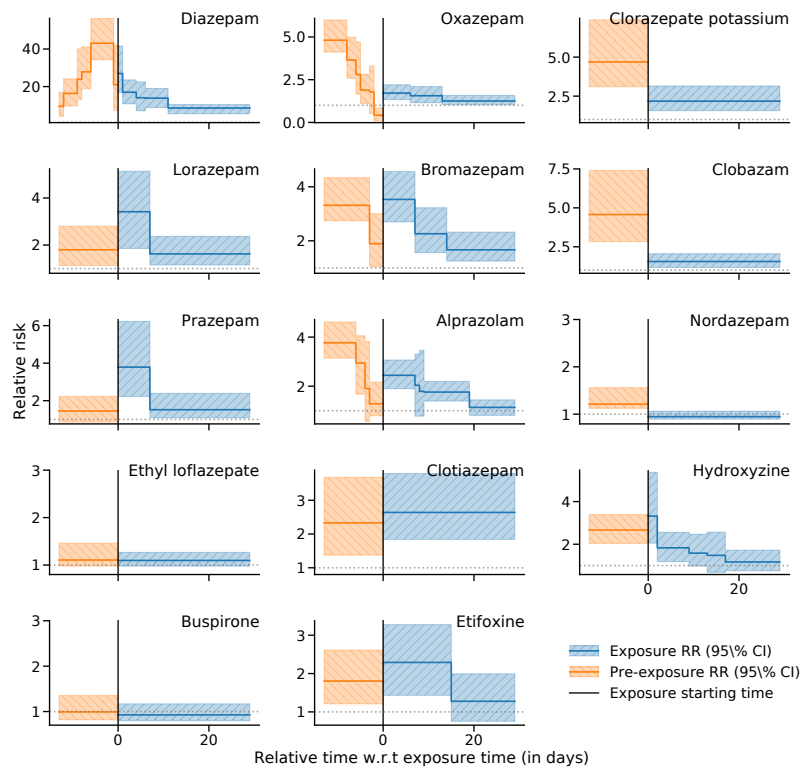 Diazepam
Oxazepam
Clorazepate potassium
40
20
5.0
2.5
0.0
5.0
2.5
Lorazepam
Bromazepam
Clobazam
4
2
4
2
7.5
5.0
2.5
Prazepam
Alprazolam
Nordazepam
6
4
2
4
2
3
2
1
Relative risk
Ethyl loflazepate
Clotiazepam
Hydroxyzine
3
2
1
3
2
1
4
2
0
20
Buspirone
Etifoxine
3
2
1
3
2
1
0
20
0
20
Exposure RR (95\% CI)
Pre-exposure RR (95\% CI)
Exposure starting time
Relative time w.r.t exposure time (in days)